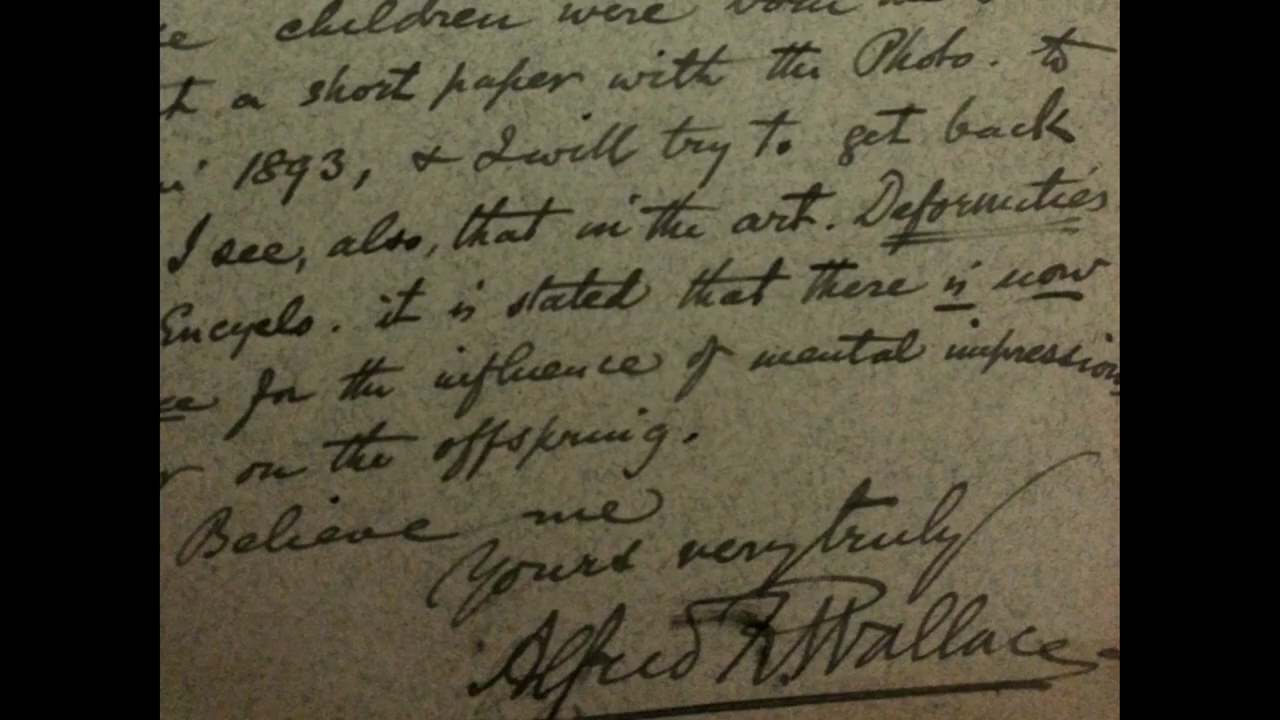 children were born
a short paper with the Photo. to
1893, & I will try to get back
I see, also, that in the art. Deformities
Encyclo. it is stated that there is now
for the influence of mental impressions
on the offspring.
Believe me
Yours very truly
Alfred R. Wallace